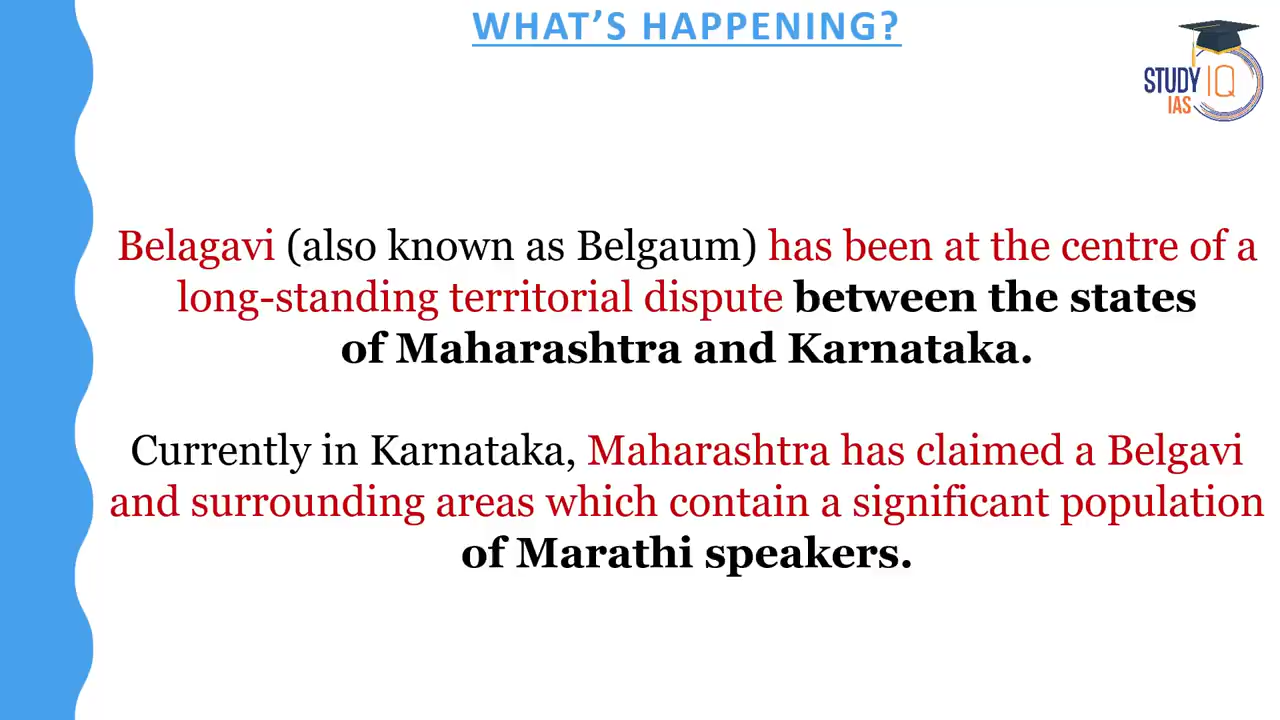 WHAT'S HAPPENING?
STUDY IQ
IAS
Belagavi (also known as Belgaum) has been at the centre of a
long-standing territorial dispute between the states
of Maharashtra and Karnataka.
Currently in Karnataka, Maharashtra has claimed a Belgavi
and surrounding areas which contain a significant population
of Marathi speakers.